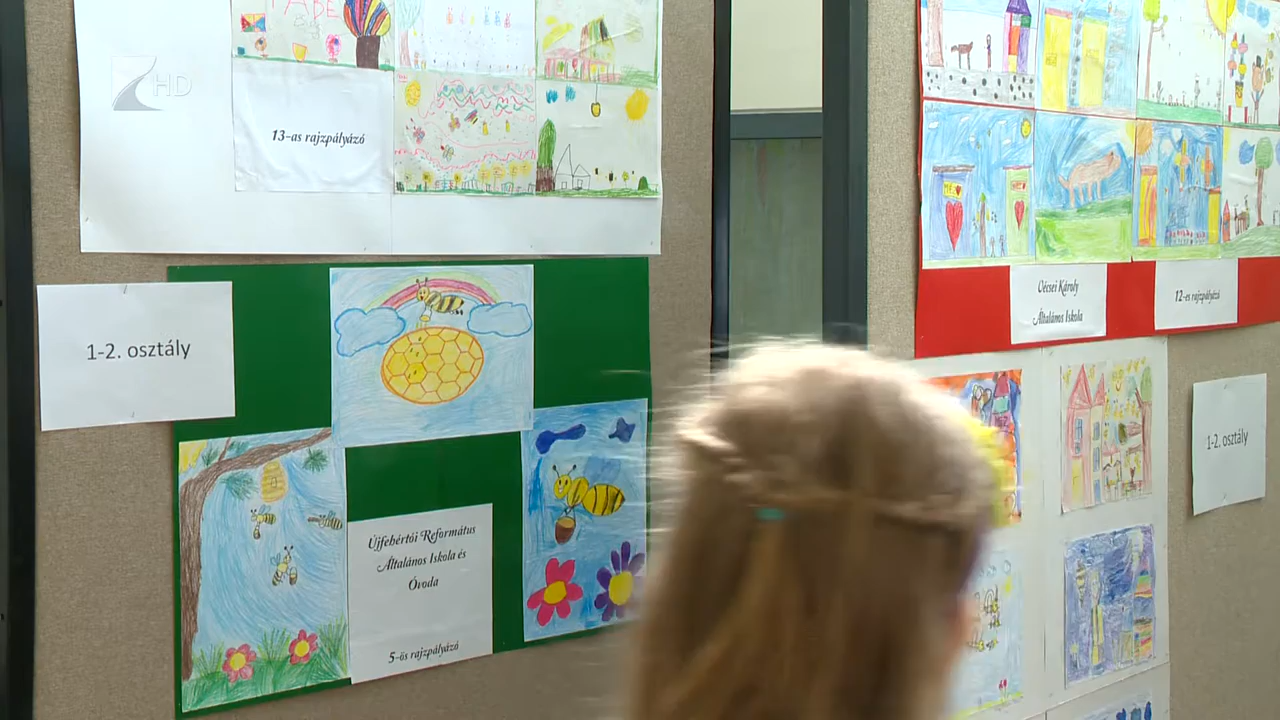 HD
13-as rajzpályázó
1-2. osztály
Újfehértói Református
Általános Iskola és
Óvoda
5-ös rajzpályázó
Vécsei Károly
Általános Iskola
12-es rajzpályázó
1-2. osztály